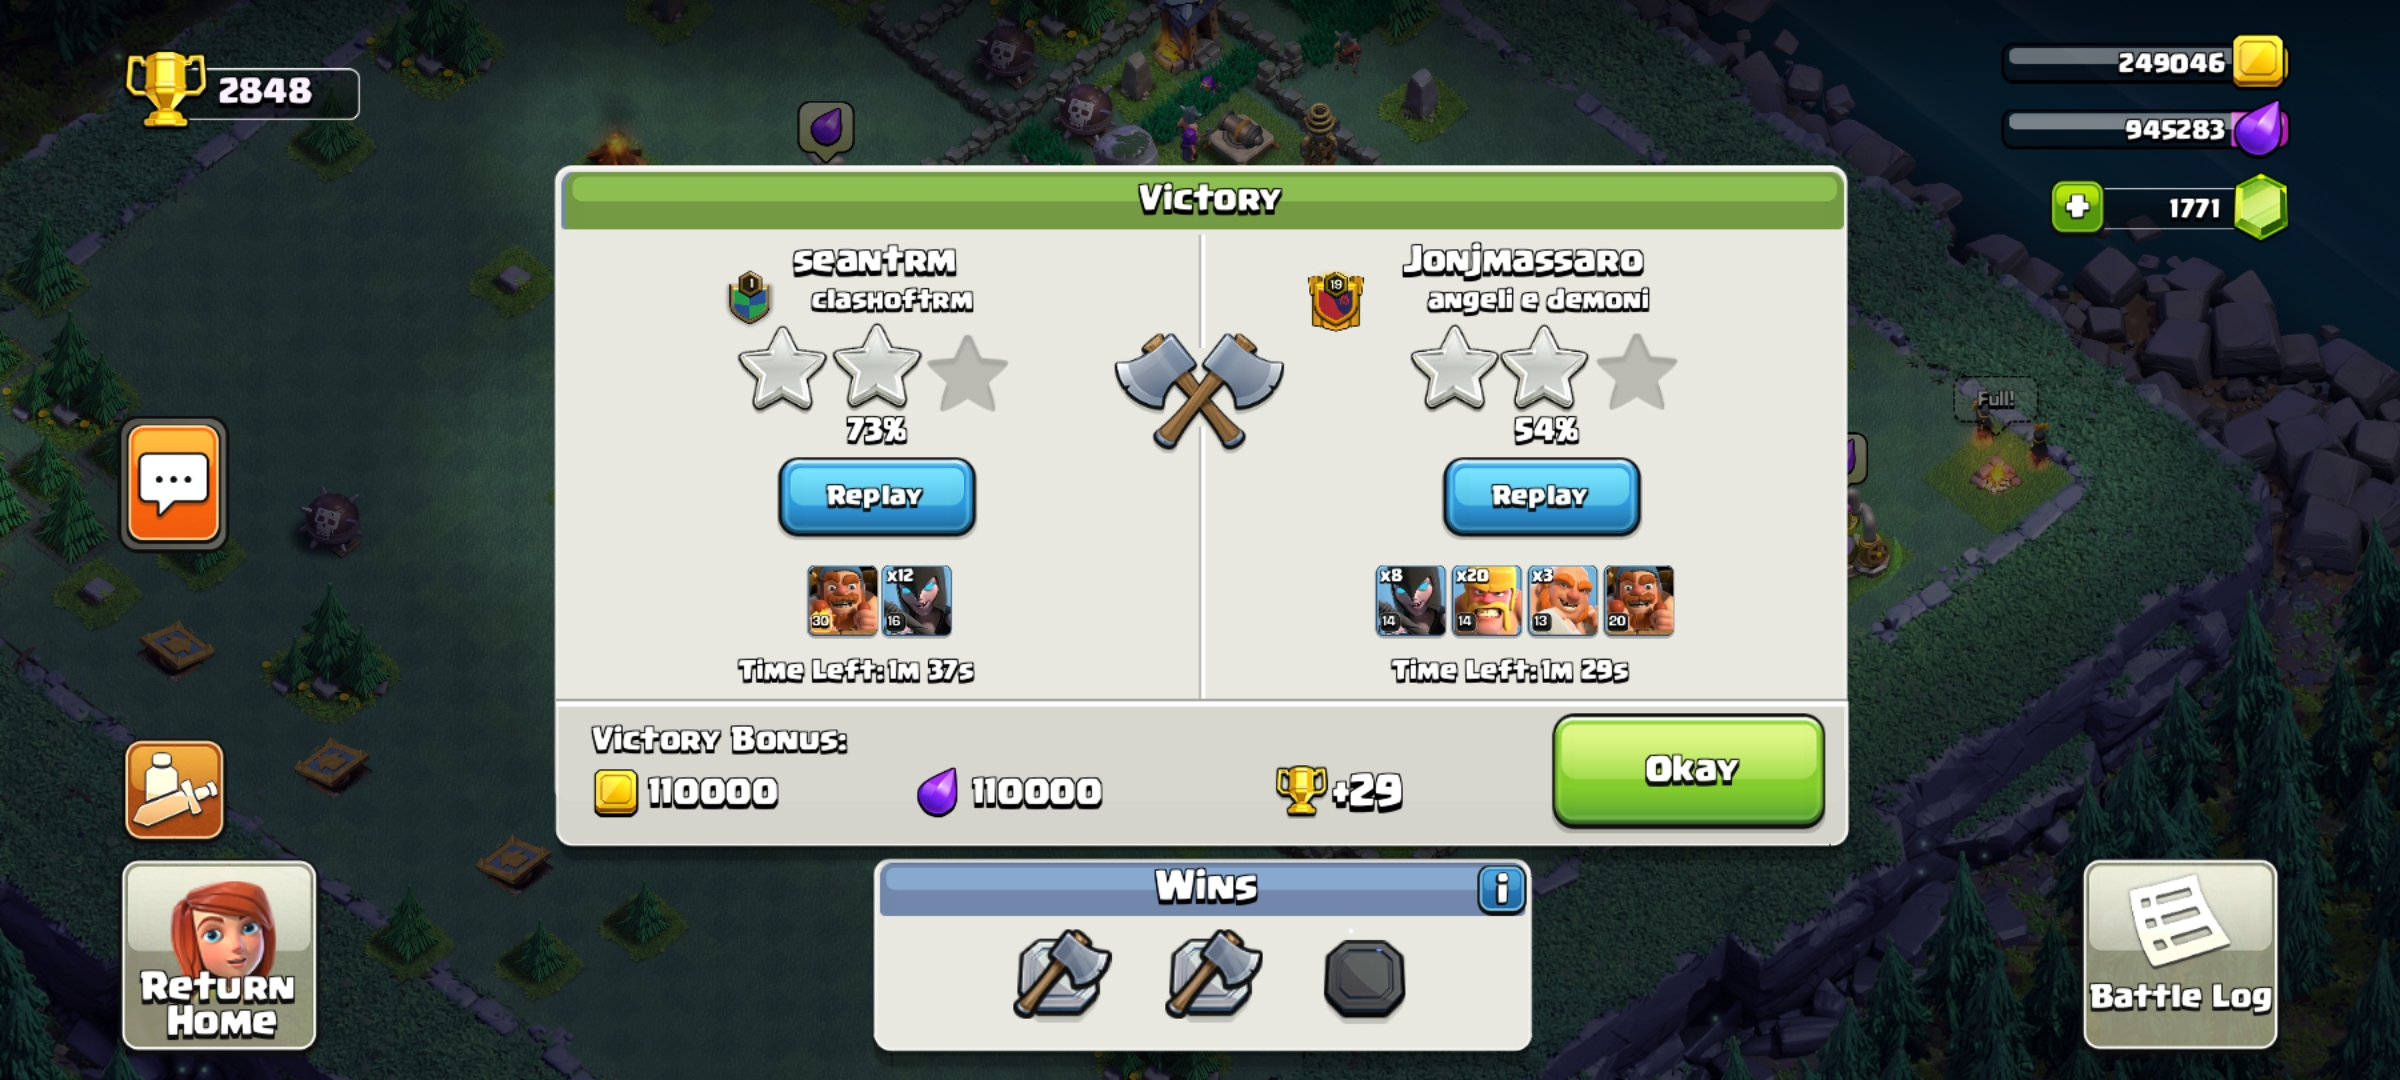 2848
249046
945283
1771
Victory
seantrm
clashoftrm
1
73%
Replay
30
x12
16
Time Left: 1m 37s
Jonjmassaro
angeli e demoni
19
54%
Replay
x8
14
x20
14
x3
13
20
Time Left: 1m 29s
Full!
Victory Bonus:
110000
110000
+29
Okay
Wins
i
Return
Home
Battle Log